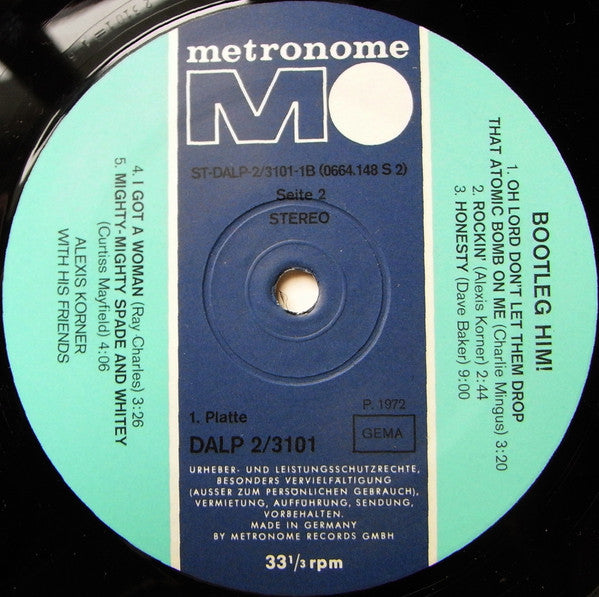 metronome
MO
ST-DALP-2/3101-1B (0664.148 S 2)
Seite 2
STEREO
BOOTLEG HIM!
1. OH LORD DON'T LET THEM DROP
THAT ATOMIC BOMB ON ME (Charlie Mingus) 3:20
2. ROCKIN' (Alexis Korner) 2:44
3. HONESTY (Dave Baker) 9:00
4. I GOT A WOMAN (Ray Charles) 3:26
5. MIGHTY-MIGHTY SPADE AND WHITEY
(Curtiss Mayfield) 4:06
ALEXIS KORNER
WITH HIS FRIENDS
1. Platte
P. 1972
DALP 2/3101
GEMA
URHEBER- UND LEISTUNGSSCHUTZRECHTE,
BESONDERS VERVIELFALTIGUNG
(AUSSER ZUM PERSONLICHEN GEBRAUCH),
VERMIETUNG, AUFFÜHRUNG, SENDUNG,
VORBEHALTEN.
MADE IN GERMANY
BY METRONOME RECORDS GMBH
33 1/3 rpm